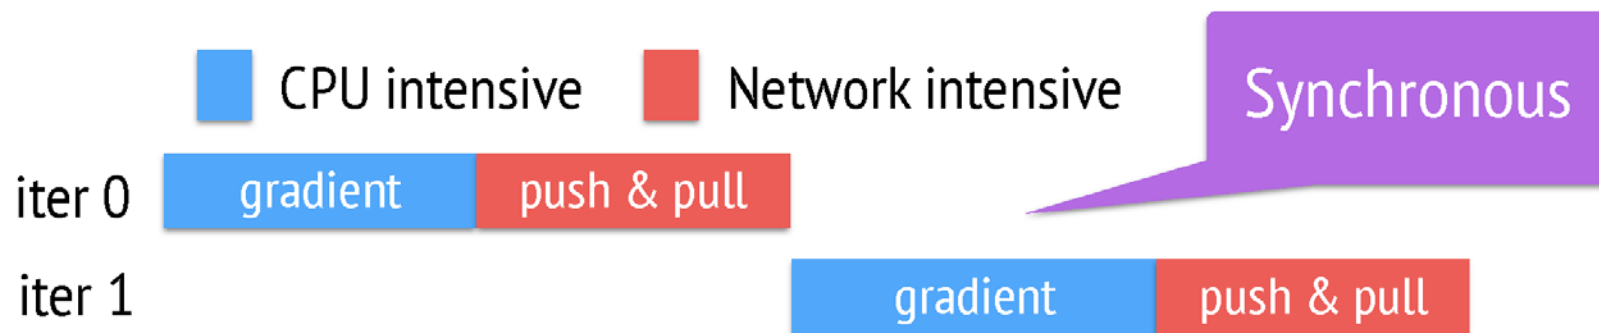 CPU intensive Network intensive
Synchronous
iter 0 gradient push & pull
iter 1 gradient push & pull